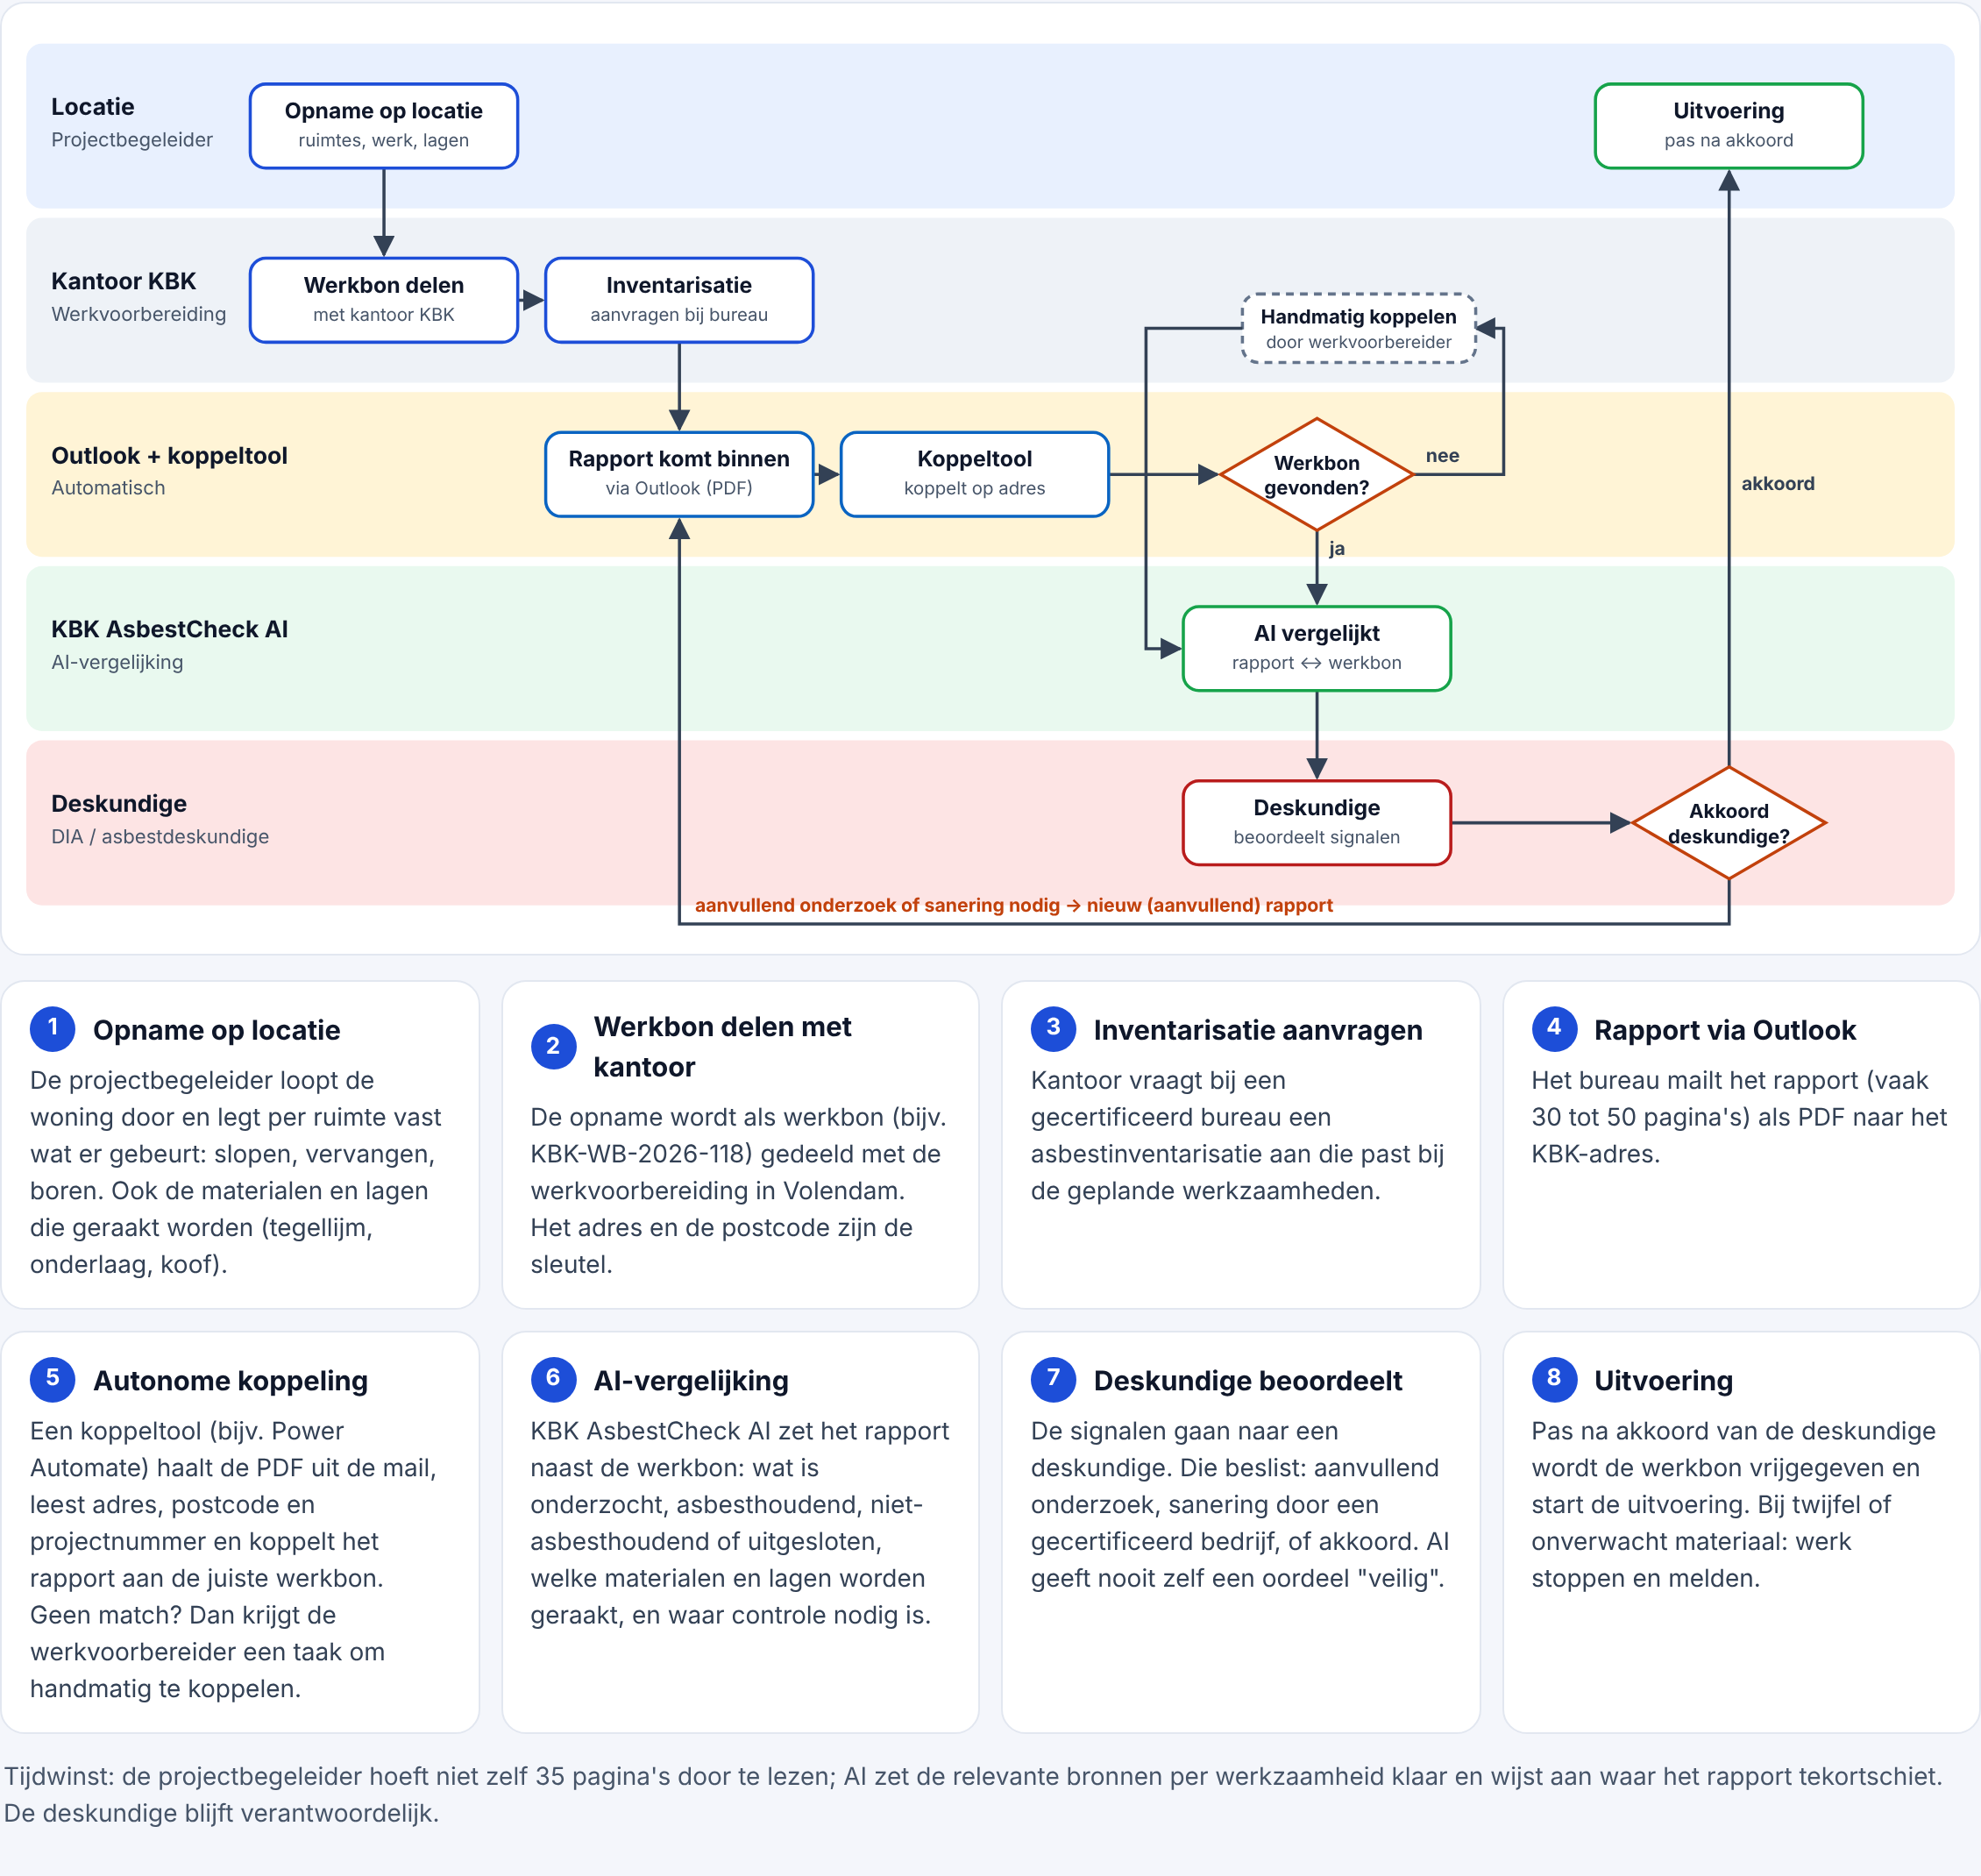 Locatie
Projectbegeleider
Opname op locatie
ruimtes, werk, lagen
Uitvoering
pas na akkoord
Kantoor KBK
Werkvoorbereiding
Werkbon delen
met kantoor KBK
Inventarisatie
aanvragen bij bureau
Handmatig koppelen
door werkvoorbereider
Outlook + koppeltool
Automatisch
Rapport komt binnen
via Outlook (PDF)
Koppeltool
koppelt op adres
Werkbon
gevonden?
nee
ja
akkoord
KBK AsbestCheck AI
AI-vergelijking
AI vergelijkt
rapport ↔ werkbon
Deskundige
DIA / asbestdeskundige
Deskundige
beoordeelt signalen
Akkoord
deskundige?
aanvullend onderzoek of sanering nodig → nieuw (aanvullend) rapport
1 Opname op locatie
De projectbegeleider loopt de
woning door en legt per ruimte vast
wat er gebeurt: slopen, vervangen,
boren. Ook de materialen en lagen
die geraakt worden (tegellijm,
onderlaag, koof).
2 Werkbon delen met
kantoor
De opname wordt als werkbon (bijv.
KBK-WB-2026-118) gedeeld met de
werkvoorbereiding in Volendam.
Het adres en de postcode zijn de
sleutel.
3 Inventarisatie aanvragen
Kantoor vraagt bij een
gecertificeerd bureau een
asbestinventarisatie aan die past bij
de geplande werkzaamheden.
4 Rapport via Outlook
Het bureau mailt het rapport (vaak
30 tot 50 pagina's) als PDF naar het
KBK-adres.
5 Autonome koppeling
Een koppeltool (bijv. Power
Automate) haalt de PDF uit de mail,
leest adres, postcode en
projectnummer en koppelt het
rapport aan de juiste werkbon.
Geen match? Dan krijgt de
werkvoorbereider een taak om
handmatig te koppelen.
6 AI-vergelijking
KBK AsbestCheck AI zet het rapport
naast de werkbon: wat is
onderzocht, asbesthoudend, niet-
asbesthoudend of uitgesloten,
welke materialen en lagen worden
geraakt, en waar controle nodig is.
7 Deskundige beoordeelt
De signalen gaan naar een
deskundige. Die beslist: aanvullend
onderzoek, sanering door een
gecertificeerd bedrijf, of akkoord. AI
geeft nooit zelf een oordeel "veilig".
8 Uitvoering
Pas na akkoord van de deskundige
wordt de werkbon vrijgegeven en
start de uitvoering. Bij twijfel of
onverwacht materiaal: werk
stoppen en melden.
Tijdwinst: de projectbegeleider hoeft niet zelf 35 pagina's door te lezen; AI zet de relevante bronnen per werkzaamheid klaar en wijst aan waar het rapport tekortschiet.
De deskundige blijft verantwoordelijk.